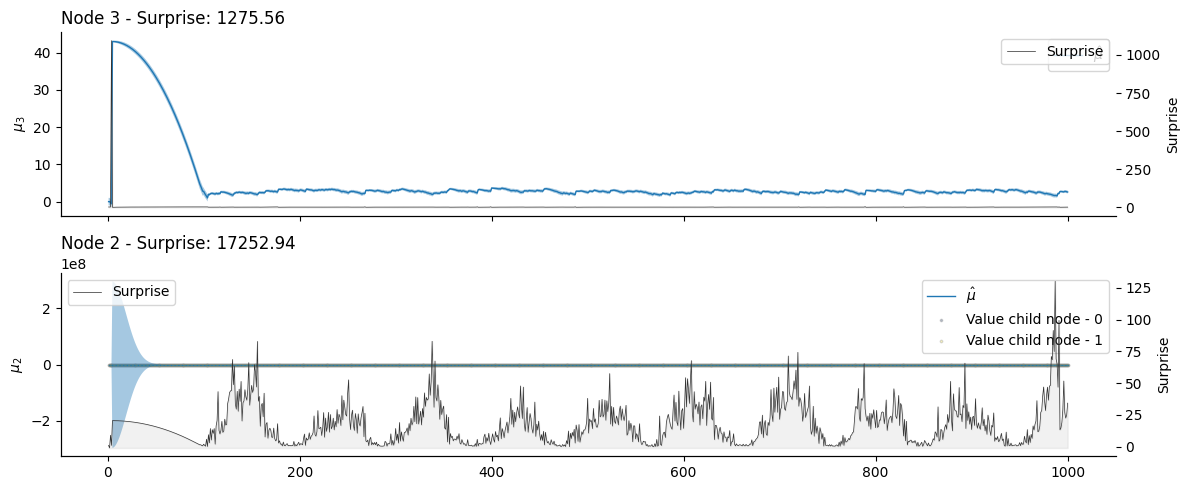 Node 3 - Surprise: 1275.56
40
30
20
10
0
μ3
Surprise
1000
750
500
250
0
Surprise
Node 2 - Surprise: 17252.94
1e8
2
0
−2
μ2
Surprise
μ̂
Value child node - 0
Value child node - 1
125
100
75
50
25
0
Surprise
0
200
400
600
800
1000